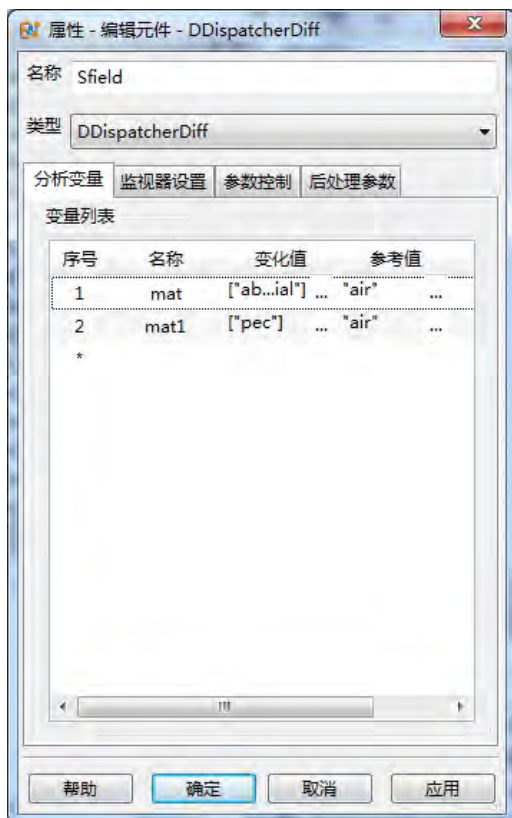 属性 - 编辑元件 - DDispatcherDiff
名称 Sfield
类型 DDispatcherDiff
分析变量 监视器设置 参数控制 后处理参数
变量列表
序号 名称 变化值 参考值
1 mat ["ab...ial"] ... "air" ...
2 mat1 ["pec"] ... "air" ...
*
帮助 确定 取消 应用